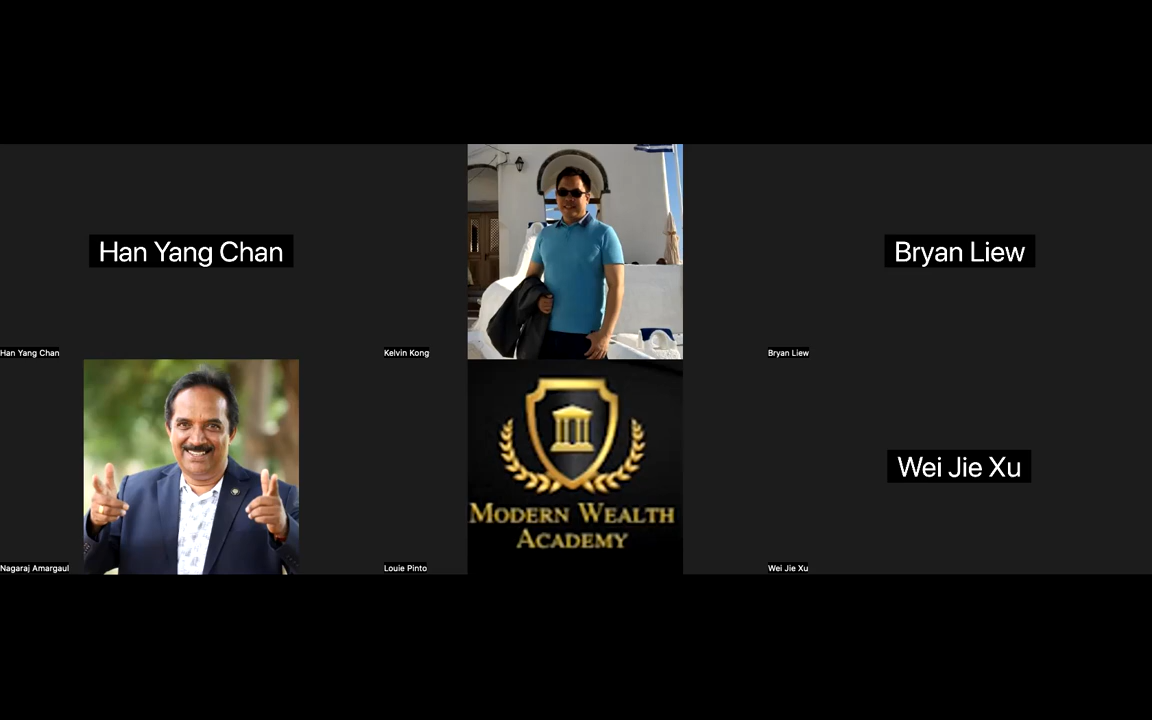 Han Yang Chan
Bryan Liew
Han Yang Chan
Kelvin Kong
Bryan Liew
MODERN WEALTH
ACADEMY
Wei Jie Xu
Nagaraj Amargaul
Louie Pinto
Wei Jie Xu